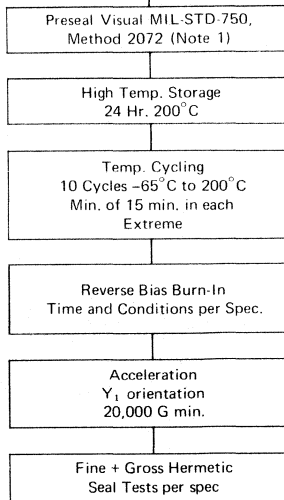 Preseal Visual MIL-STD-750,
Method 2072 (Note 1)
High Temp. Storage
24 Hr. 200°C
Temp. Cycling
10 Cycles –65°C to 200°C
Min. of 15 min. in each
Extreme
Reverse Bias Burn-In
Time and Conditions per Spec.
Acceleration
Y₁ orientation
20,000 G min.
Fine + Gross Hermetic
Seal Tests per spec